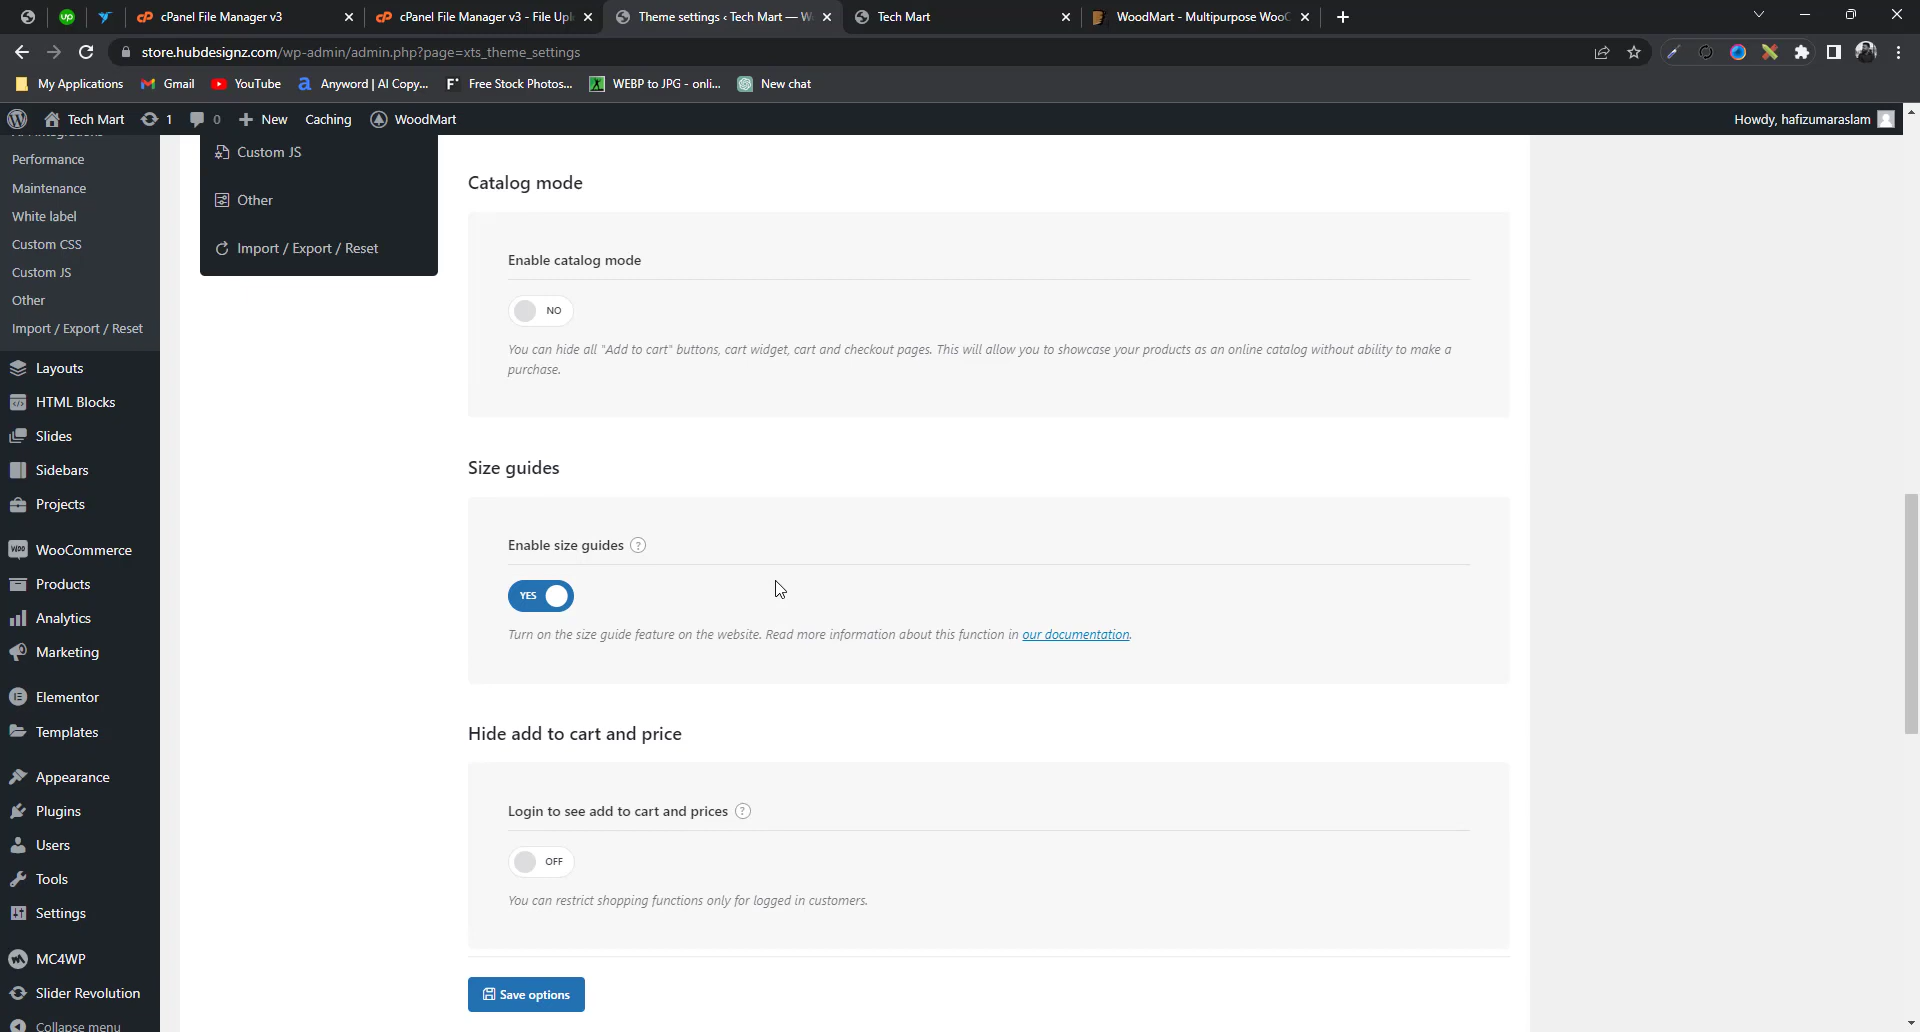 cPanel File Manager v3
cPanel File Manager v3 - File Upl
Theme settings ‹ Tech Mart — W
Tech Mart
WoodMart - Multipurpose WooC
store.hubdesignz.com/wp-admin/admin.php?page=xts_theme_settings
My Applications
Gmail
YouTube
Anyword | AI Copy...
Free Stock Photos...
WEBP to JPG - onli...
New chat
Tech Mart
1
0
New
Caching
WoodMart
Howdy, hafizumaraslam
Performance
Maintenance
White label
Custom CSS
Custom JS
Other
Import / Export / Reset
Layouts
HTML Blocks
Slides
Sidebars
Projects
WooCommerce
Products
Analytics
Marketing
Elementor
Templates
Appearance
Plugins
Users
Tools
Settings
MC4WP
Slider Revolution
Collapse menu
Custom JS
Other
Import / Export / Reset
Catalog mode
Enable catalog mode
NO
You can hide all "Add to cart" buttons, cart widget, cart and checkout pages. This will allow you to showcase your products as an online catalog without ability to make a
purchase.
Size guides
Enable size guides ?
YES
Turn on the size guide feature on the website. Read more information about this function in our documentation.
Hide add to cart and price
Login to see add to cart and prices ?
OFF
You can restrict shopping functions only for logged in customers.
Save options